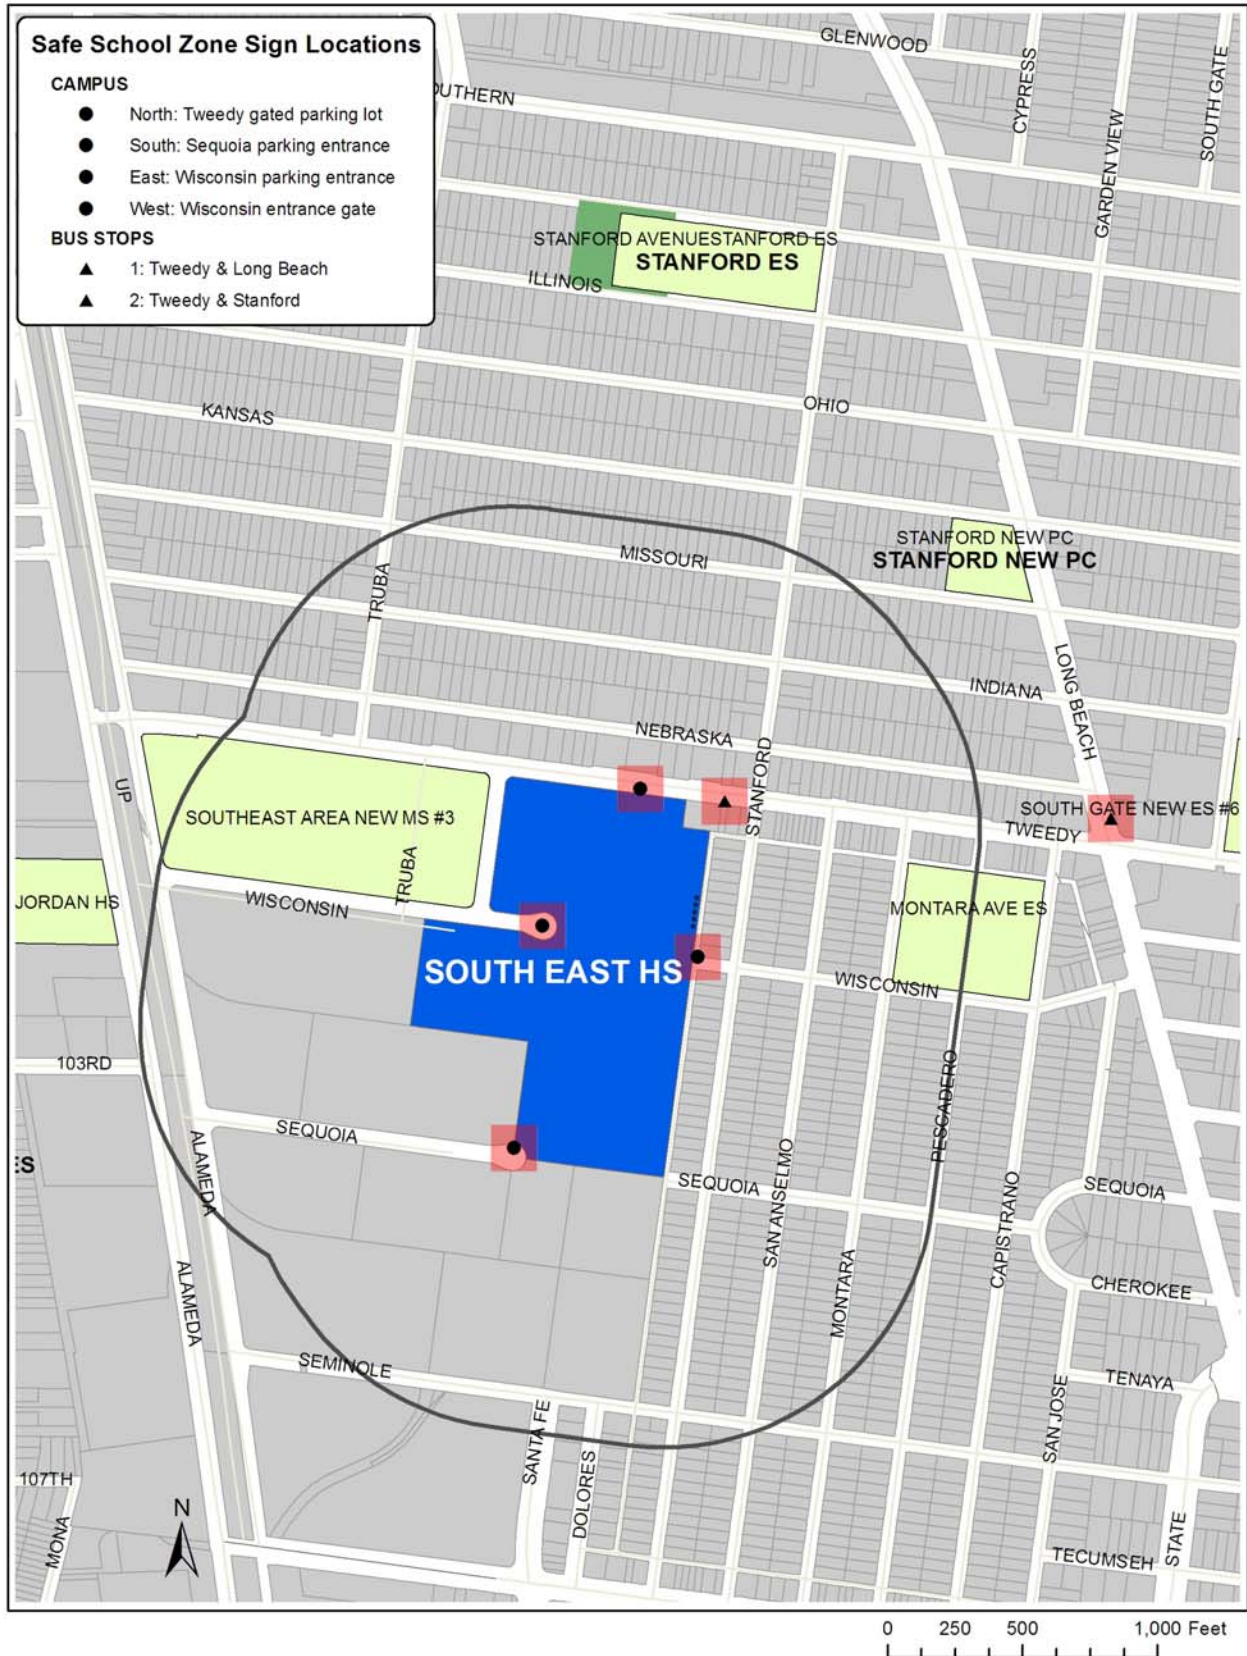 Safe School Zone Sign Locations
CAMPUS
North: Tweedy gated parking lot
South: Sequoia parking entrance
East: Wisconsin parking entrance
West: Wisconsin entrance gate
BUS STOPS
1: Tweedy & Long Beach
2: Tweedy & Stanford
GLENWOOD
OUTHERN
CYPRESS
SOUTH GATE
GARDEN VIEW
STANFORD AVENUESTANFORD ES
STANFORD ES
ILLINOIS
KANSAS
OHIO
MISSOURI
STANFORD NEW PC
STANFORD NEW PC
TRUBA
LONG BEACH
INDIANA
NEBRASKA
STANFORD
UP
SOUTHEAST AREA NEW MS #3
SOUTH GATE NEW ES #6
TWEEDY
TRUBA
JORDAN HS
WISCONSIN
MONTARA AVE ES
SOUTH EAST HS
WISCONSIN
103RD
PESCADERO
SEQUOIA
ES
ALAMEDA
SEQUOIA
SAN ANSELMO
CAPISTRANO
SEQUOIA
MONTARA
CHEROKEE
ALAMEDA
SEMINOLE
TENAYA
SAN JOSE
SANTA FE
DOLORES
107TH
MONA
N
STATE
TECUMSEH
0 250 500 1,000 Feet